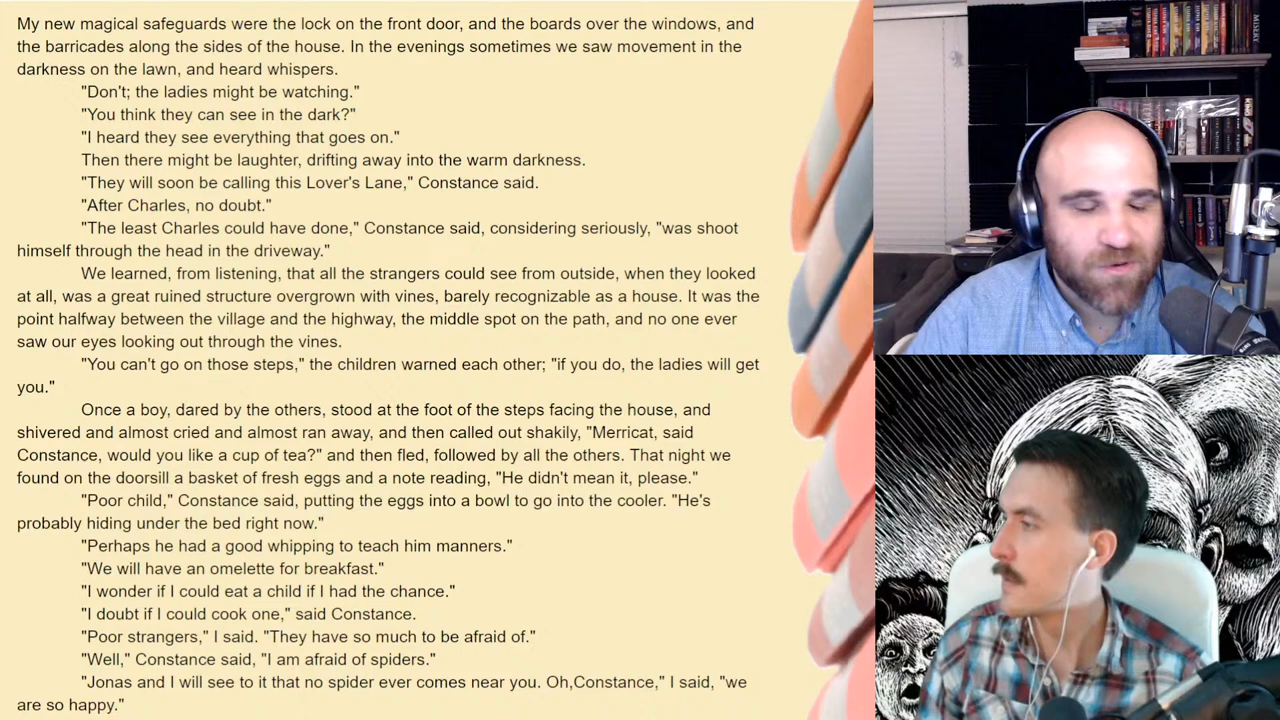 My new magical safeguards were the lock on the front door, and the boards over the windows, and
the barricades along the sides of the house. In the evenings sometimes we saw movement in the
darkness on the lawn, and heard whispers.
"Don't; the ladies might be watching."
"You think they can see in the dark?"
"I heard they see everything that goes on."
Then there might be laughter, drifting away into the warm darkness.
"They will soon be calling this Lover's Lane," Constance said.
"After Charles, no doubt."
"The least Charles could have done," Constance said, considering seriously, "was shoot
himself through the head in the driveway."
We learned, from listening, that all the strangrs could see from outside, when they looked
at all, was a great ruined structure overgrown with vines, barely recognizable as a house. It was the
point halfway between the village and the highway, the middle spot on the path, and no one ever
saw our eyes looking out through the vines.
"You can't go on those steps," the children warned each other; "if you do, the ladies will get
you."
Once a boy, dared by the others, stood at the foot of the steps facing the house, and
shivered and almost cried and almost ran away, and then called out shakily, "Merricat, said
Constance, would you like a cup of tea?" and then fled, followed by all the others. That night we
found on the doorsill a basket of fresh eggs and a note reading, "He didn't mean it, please."
"Poor child," Constance said, putting the eggs into a bowl to go into the cooler. "He's
probably hiding under the bed right now."
"Perhaps he had a good whipping to teach him manners."
"We will have an omelette for breakfast."
"I wonder if I could eat a child if I had the chance."
"I doubt if I could cook one," said Constance.
"Poor strangers," I said. "They have so much to be afraid of."
"Well," Constance said, "I am afraid of spiders."
"Jonas and I will see to it that no spider ever comes near you. Oh,Constance," I said, "we
are so happy."
MISERY
KING